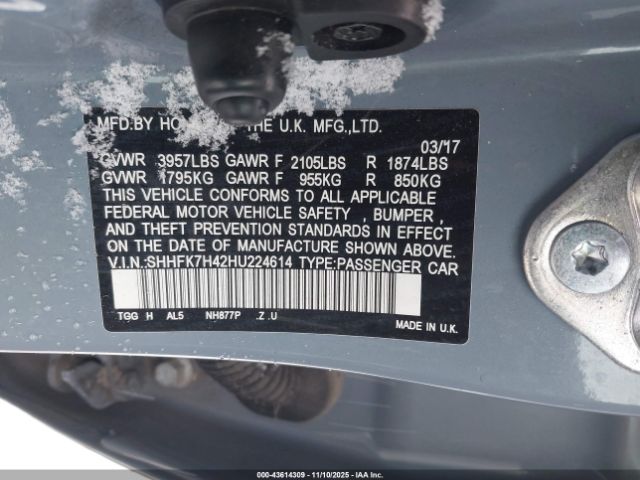 MFD.BY HO THE U.K. MFG.,LTD.
03/17
GVWR 3957LBS GAWR F 2105LBS R 1874LBS
GVWR 1795KG GAWR F 955KG R 850KG
THIS VEHICLE CONFORMS TO ALL APPLICABLE
FEDERAL MOTOR VEHICLE SAFETY , BUMPER ,
AND THEFT PREVENTION STANDARDS IN EFFECT
ON THE DATE OF MANUFACTURE SHOWN ABOVE.
V.I.N.:SHHFK7H42HU224614 TYPE:PASSENGER CAR
TGG H AL5 NH877P .Z .U
MADE IN U.K.
000-43614309 - 11/10/2025 - IAAI.COM